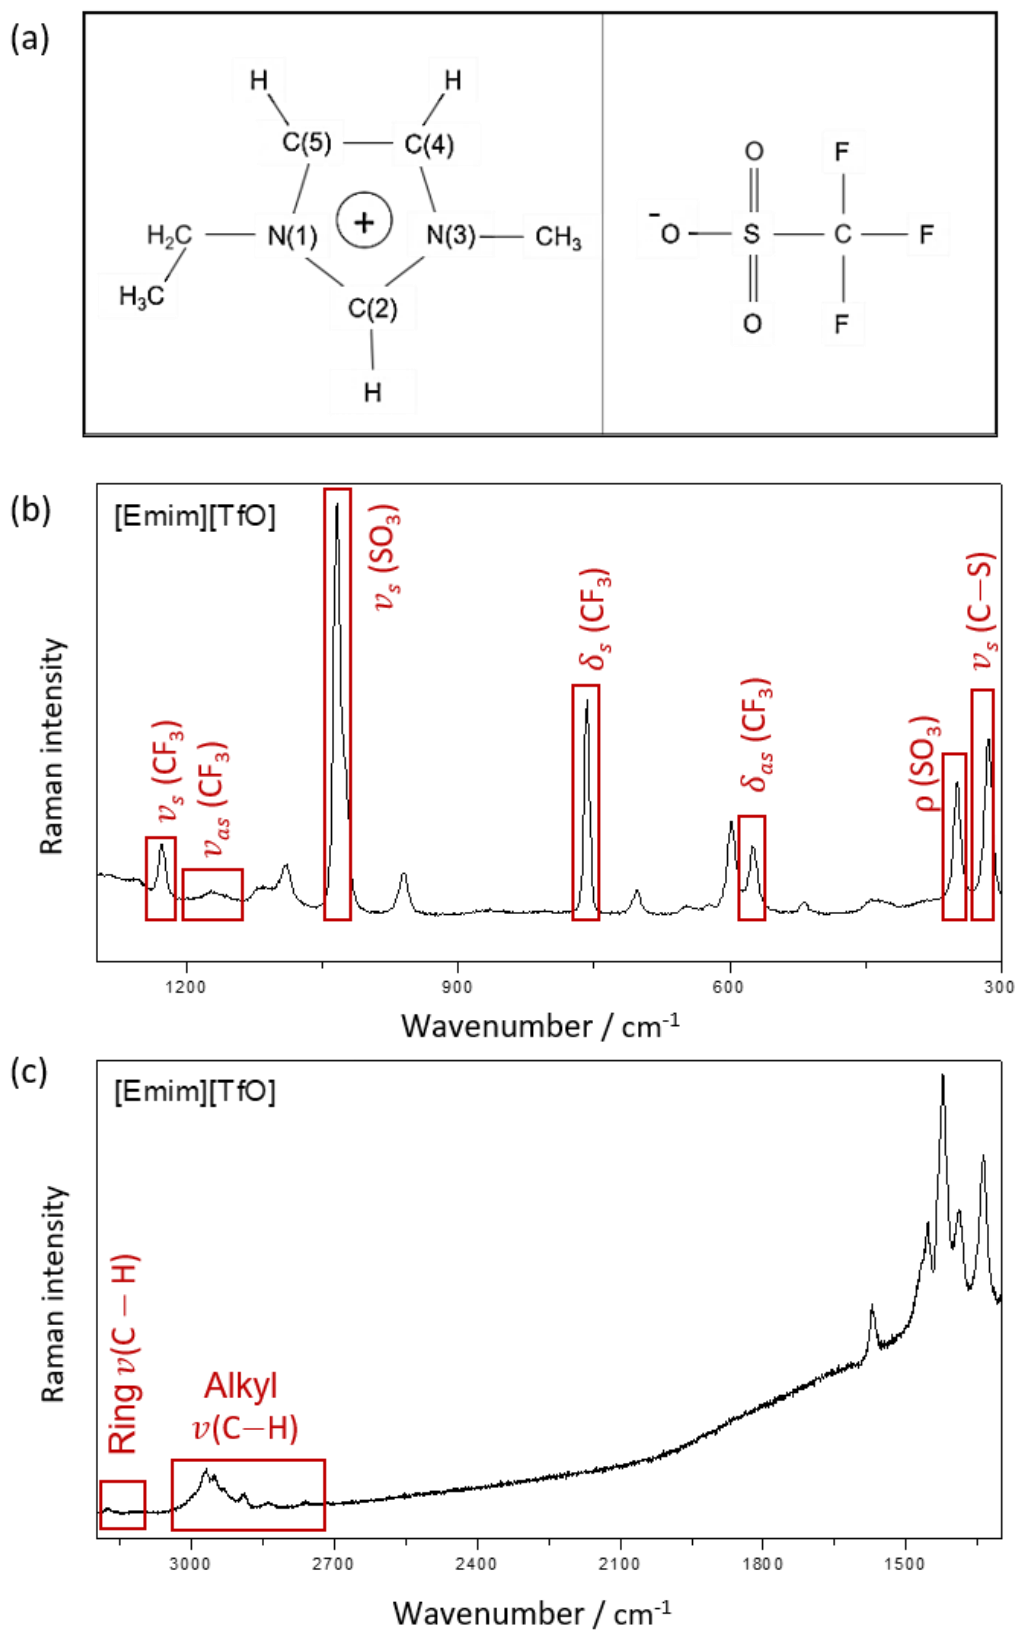 (a)
H
H
C(5)
C(4)
H₂C
N(1)
+
N(3)
CH₃
H₃C
C(2)
H
O
F
⁻O
S
C
F
O
F
(b)
[Emim][TfO]
Raman intensity
νs (CF₃)
νas (CF₃)
νs (SO₃)
δs (CF₃)
δas (CF₃)
ρ (SO₃)
νs (C−S)
1200
900
600
300
Wavenumber / cm⁻¹
(c)
[Emim][TfO]
Raman intensity
Ring ν(C − H)
Alkyl
ν(C−H)
3000
2700
2400
2100
1800
1500
Wavenumber / cm⁻¹